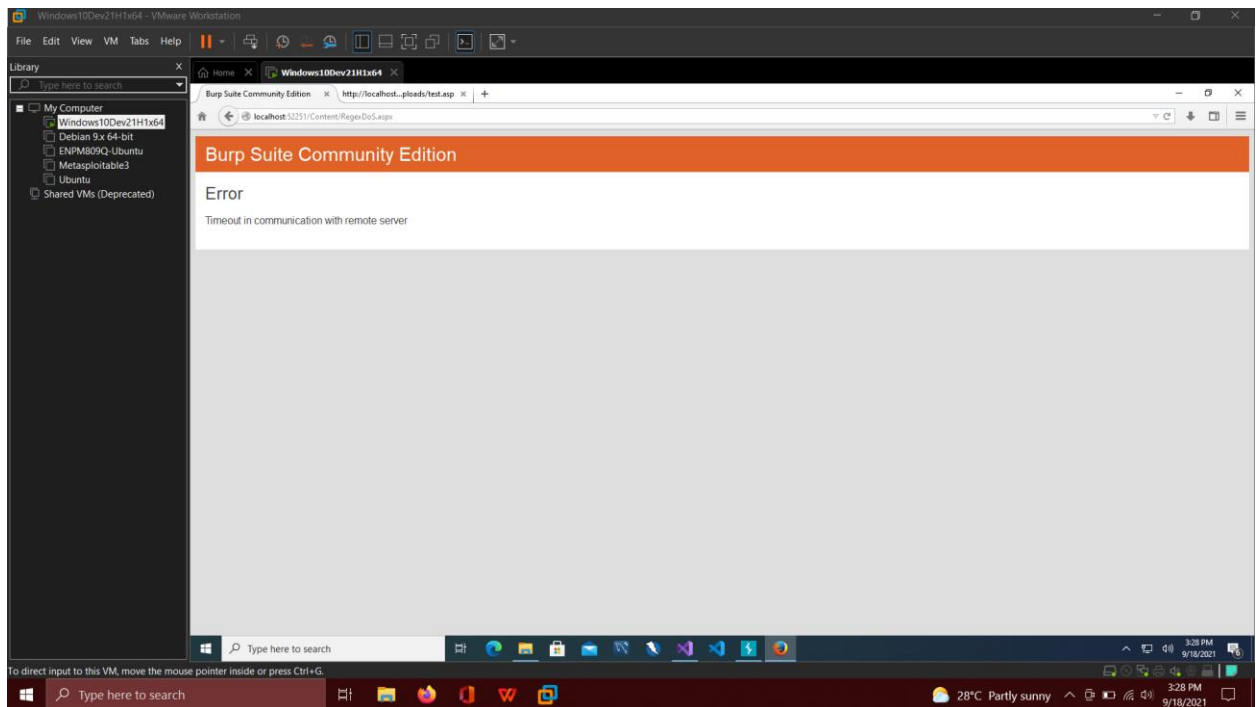 Windows10Dev21H1x64 - VMware Workstation
File Edit View VM Tabs Help
Library X
Type here to search
My Computer
Windows10Dev21H1x64
Debian 9.x 64-bit
ENPM809Q-Ubuntu
Metasploitable3
Ubuntu
Shared VMs (Deprecated)
Home Windows10Dev21H1x64
Burp Suite Community Edition http://localhost...ploads/test.asp
localhost:52251/Content/RegexDoS.aspx
Burp Suite Community Edition
Error
Timeout in communication with remote server
Type here to search
3:28 PM
9/18/2021
To direct input to this VM, move the mouse pointer inside or press Ctrl+G.
Type here to search
28°C Partly sunny
3:28 PM
9/18/2021